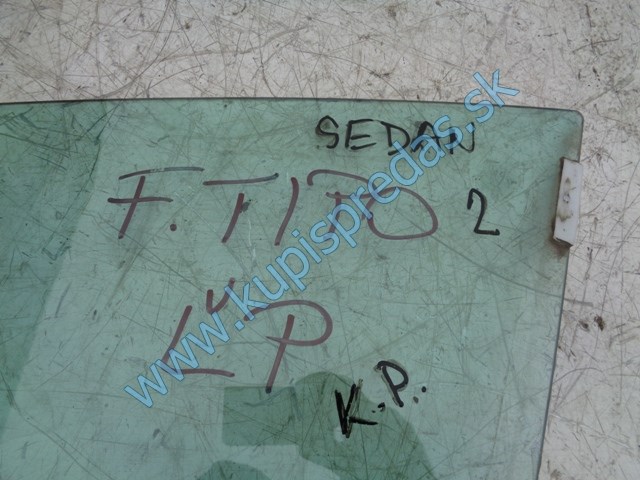 SEDAN
F. TIPO 2
L'P
K.P.
www.kupispredas.sk